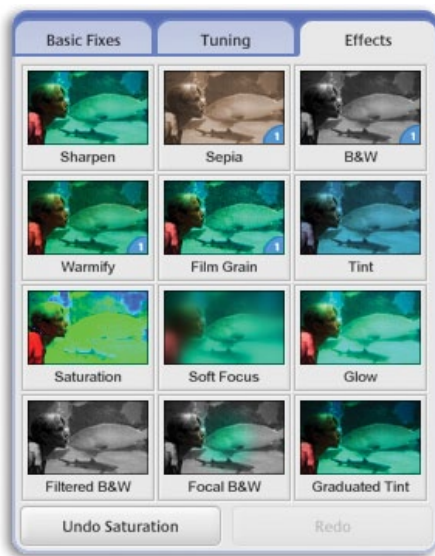 Basic Fixes Tuning Effects
1 1
Sharpen Sepia B&W
1 1
Warmify Film Grain Tint
Saturation Soft Focus Glow
Filtered B&W Focal B&W Graduated Tint
Undo Saturation Redo